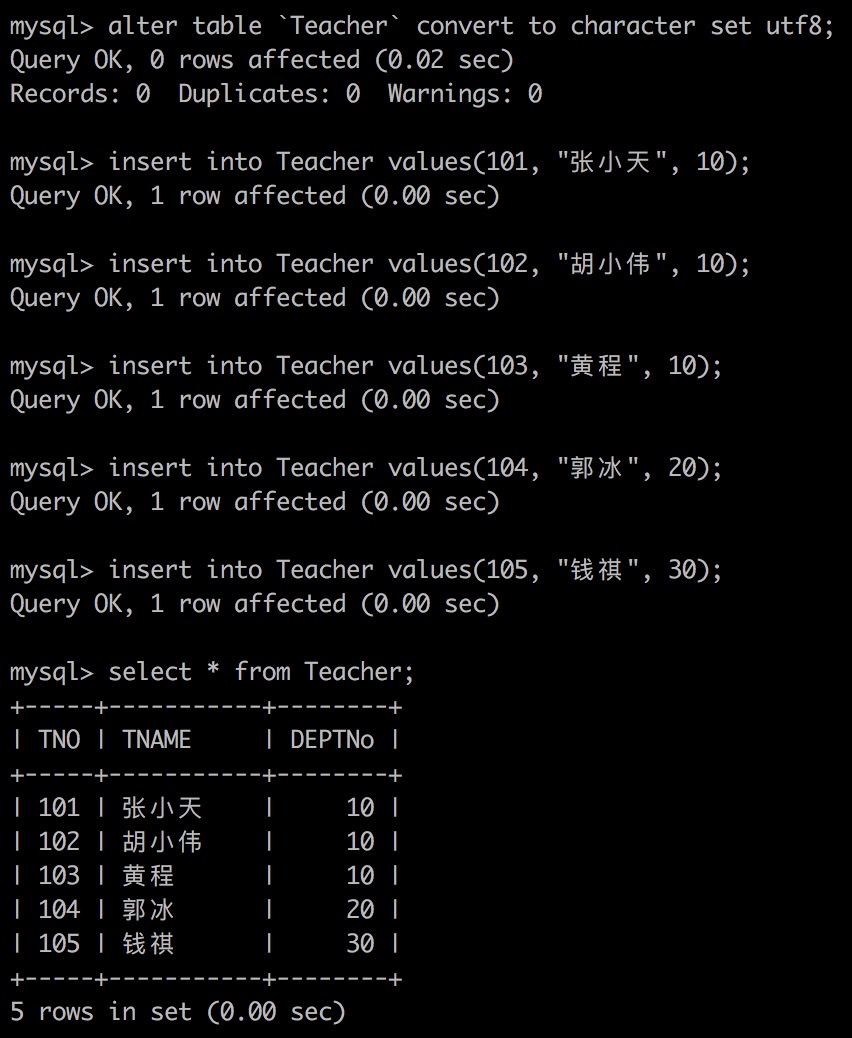 mysql> alter table `Teacher` convert to character set utf8;
Query OK, 0 rows affected (0.02 sec)
Records: 0  Duplicates: 0  Warnings: 0
mysql> insert into Teacher values(101, "张小天", 10);
Query OK, 1 row affected (0.00 sec)
mysql> insert into Teacher values(102, "胡小伟", 10);
Query OK, 1 row affected (0.00 sec)
mysql> insert into Teacher values(103, "黄程", 10);
Query OK, 1 row affected (0.00 sec)
mysql> insert into Teacher values(104, "郭冰", 20);
Query OK, 1 row affected (0.00 sec)
mysql> insert into Teacher values(105, "钱祺", 30);
Query OK, 1 row affected (0.00 sec)
mysql> select * from Teacher;
+-----+-----------+--------+
| TNO | TNAME     | DEPTNo |
+-----+-----------+--------+
| 101 | 张小天    |     10 |
| 102 | 胡小伟    |     10 |
| 103 | 黄程      |     10 |
| 104 | 郭冰      |     20 |
| 105 | 钱祺      |     30 |
+-----+-----------+--------+
5 rows in set (0.00 sec)